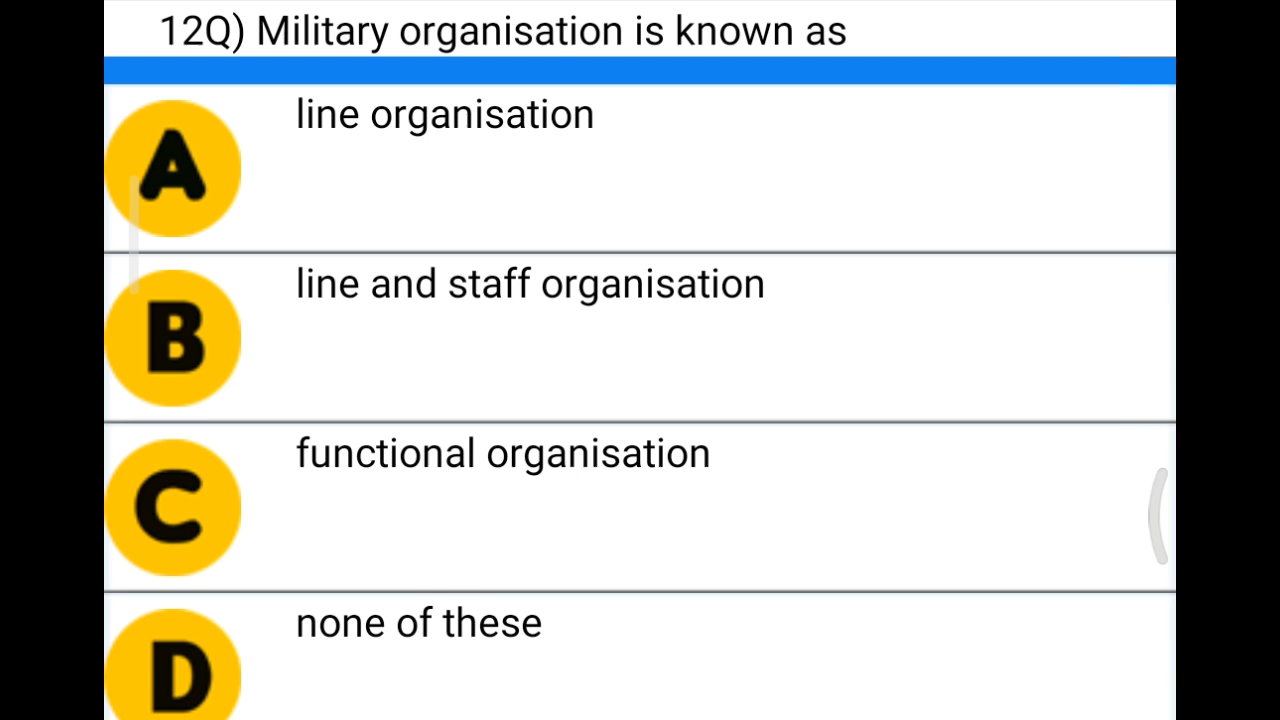 12Q) Military organisation is known as
A
line organisation
B
line and staff organisation
C
functional organisation
D
none of these